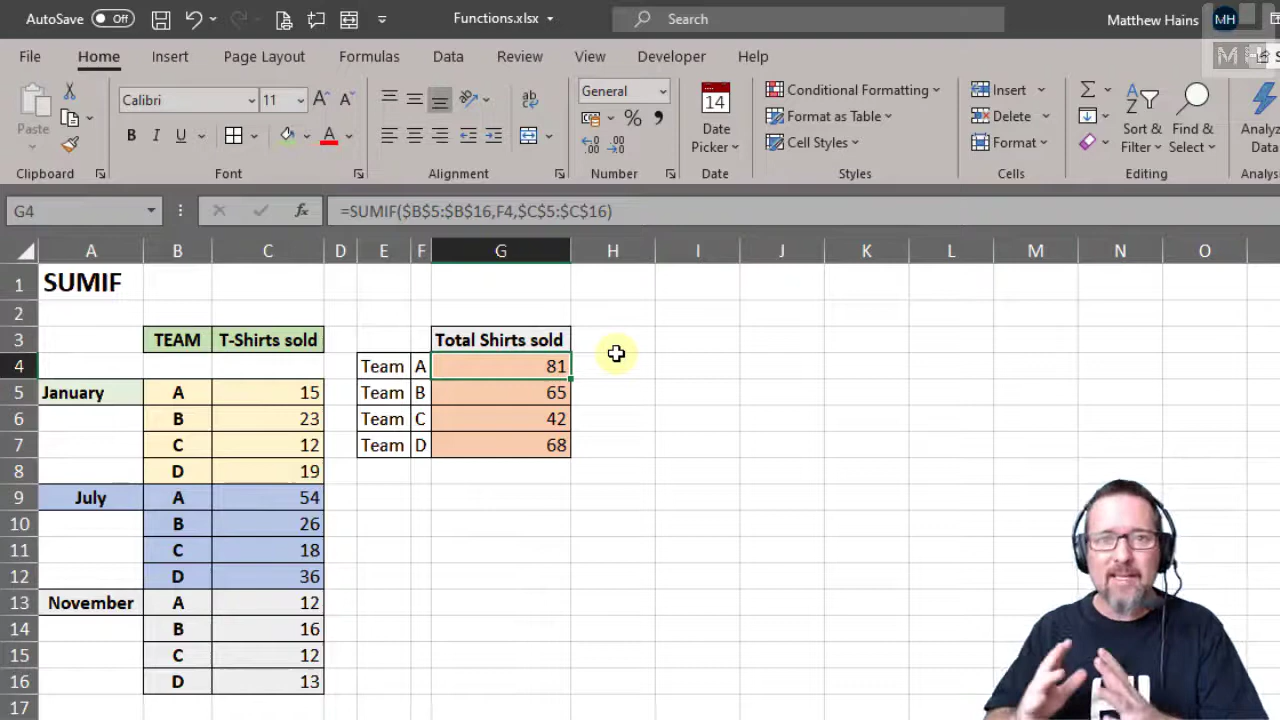 AutoSave Off Functions.xlsx Search Matthew Hains MH
File Home Insert Page Layout Formulas Data Review View Developer Help
Paste Calibri 11 General 14 Date Picker Conditional Formatting Format as Table Cell Styles Insert Delete Format Sort & Filter Find & Select Analyz Data
Clipboard Font Alignment Number Date Styles Cells Editing Analys
G4 fx =SUMIF($B$5:$B$16,F4,$C$5:$C$16)
A B C D E F G H I J K L M N O
1 SUMIF
2
3 TEAM T-Shirts sold Total Shirts sold
4 Team A 81
5 January A 15 Team B 65
6 B 23 Team C 42
7 C 12 Team D 68
8 D 19
9 July A 54
10 B 26
11 C 18
12 D 36
13 November A 12
14 B 16
15 C 12
16 D 13
17